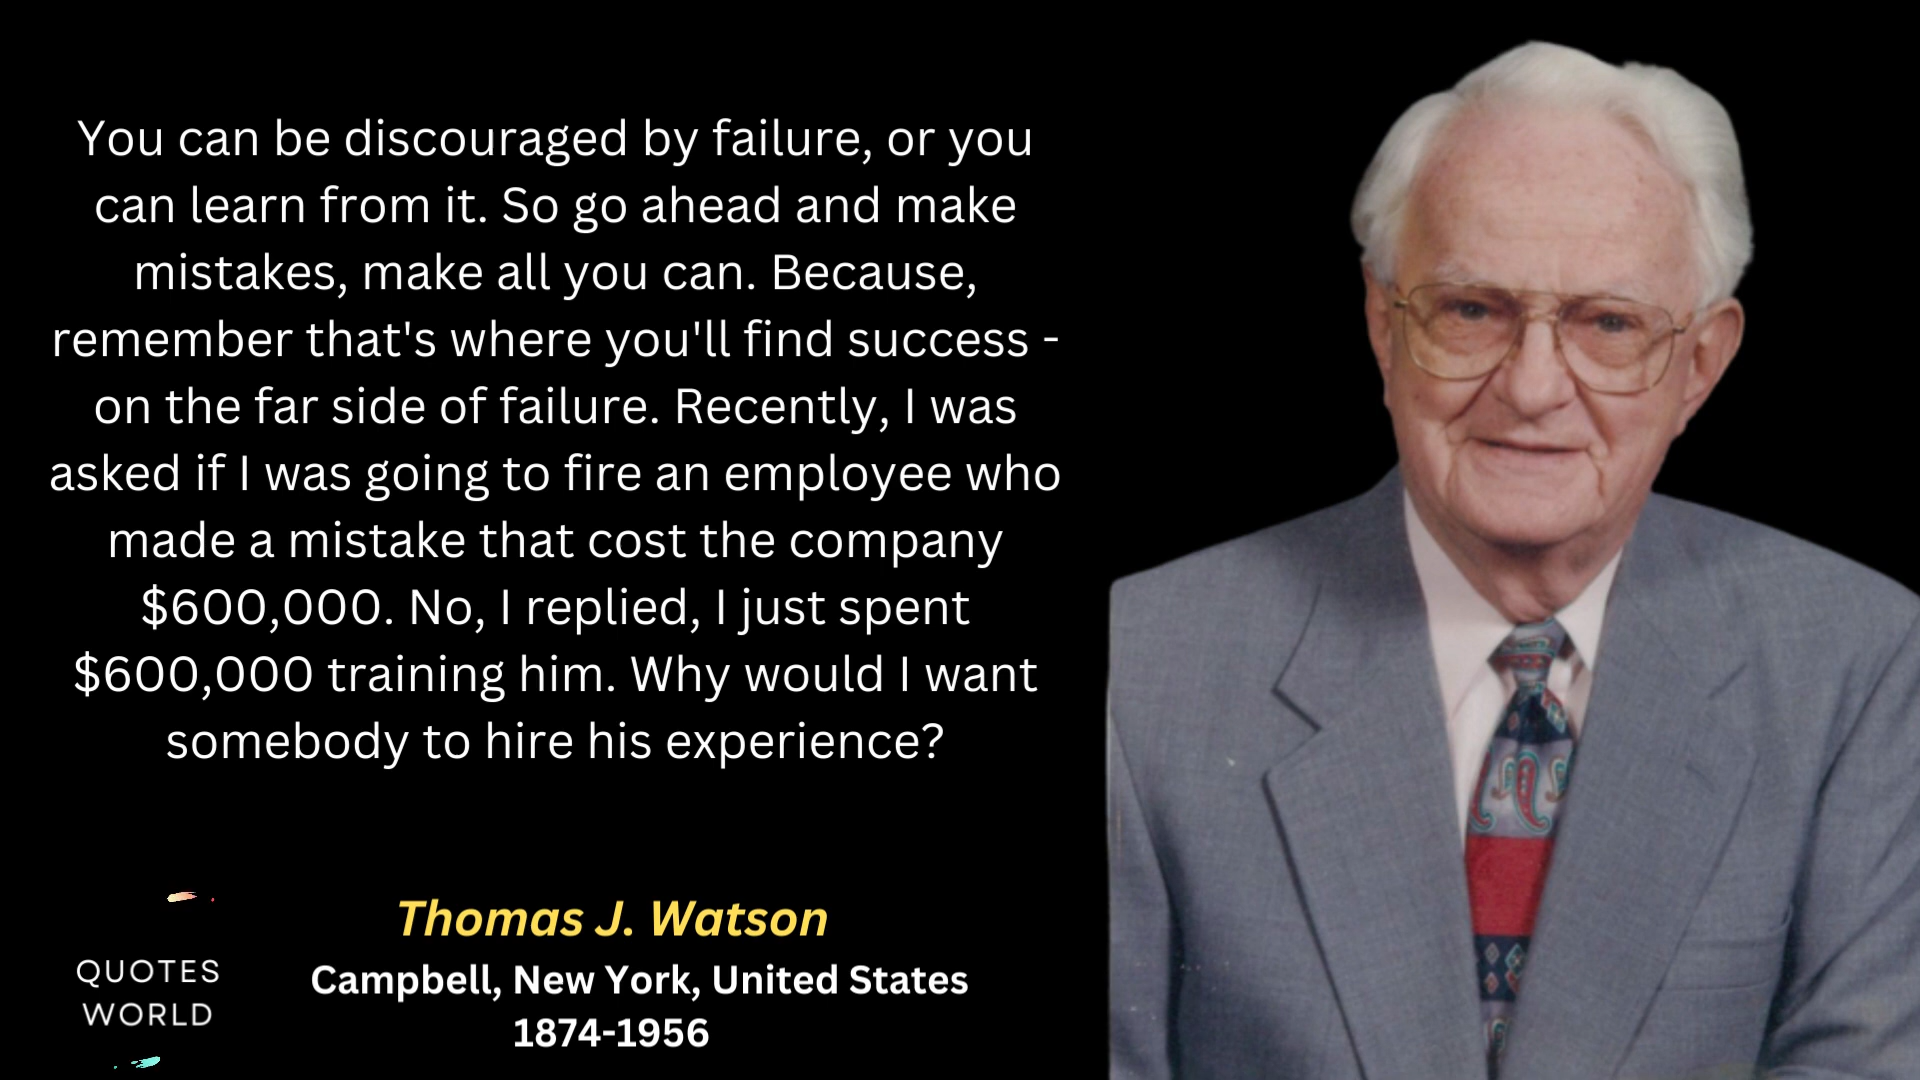 You can be discouraged by failure, or you
can learn from it. So go ahead and make
mistakes, make all you can. Because,
remember that's where you'll find success -
on the far side of failure. Recently, I was
asked if I was going to fire an employee who
made a mistake that cost the company
$600,000. No, I replied, I just spent
$600,000 training him. Why would I want
somebody to hire his experience?
Thomas J. Watson
Campbell, New York, United States
1874-1956
QUOTES
WORLD